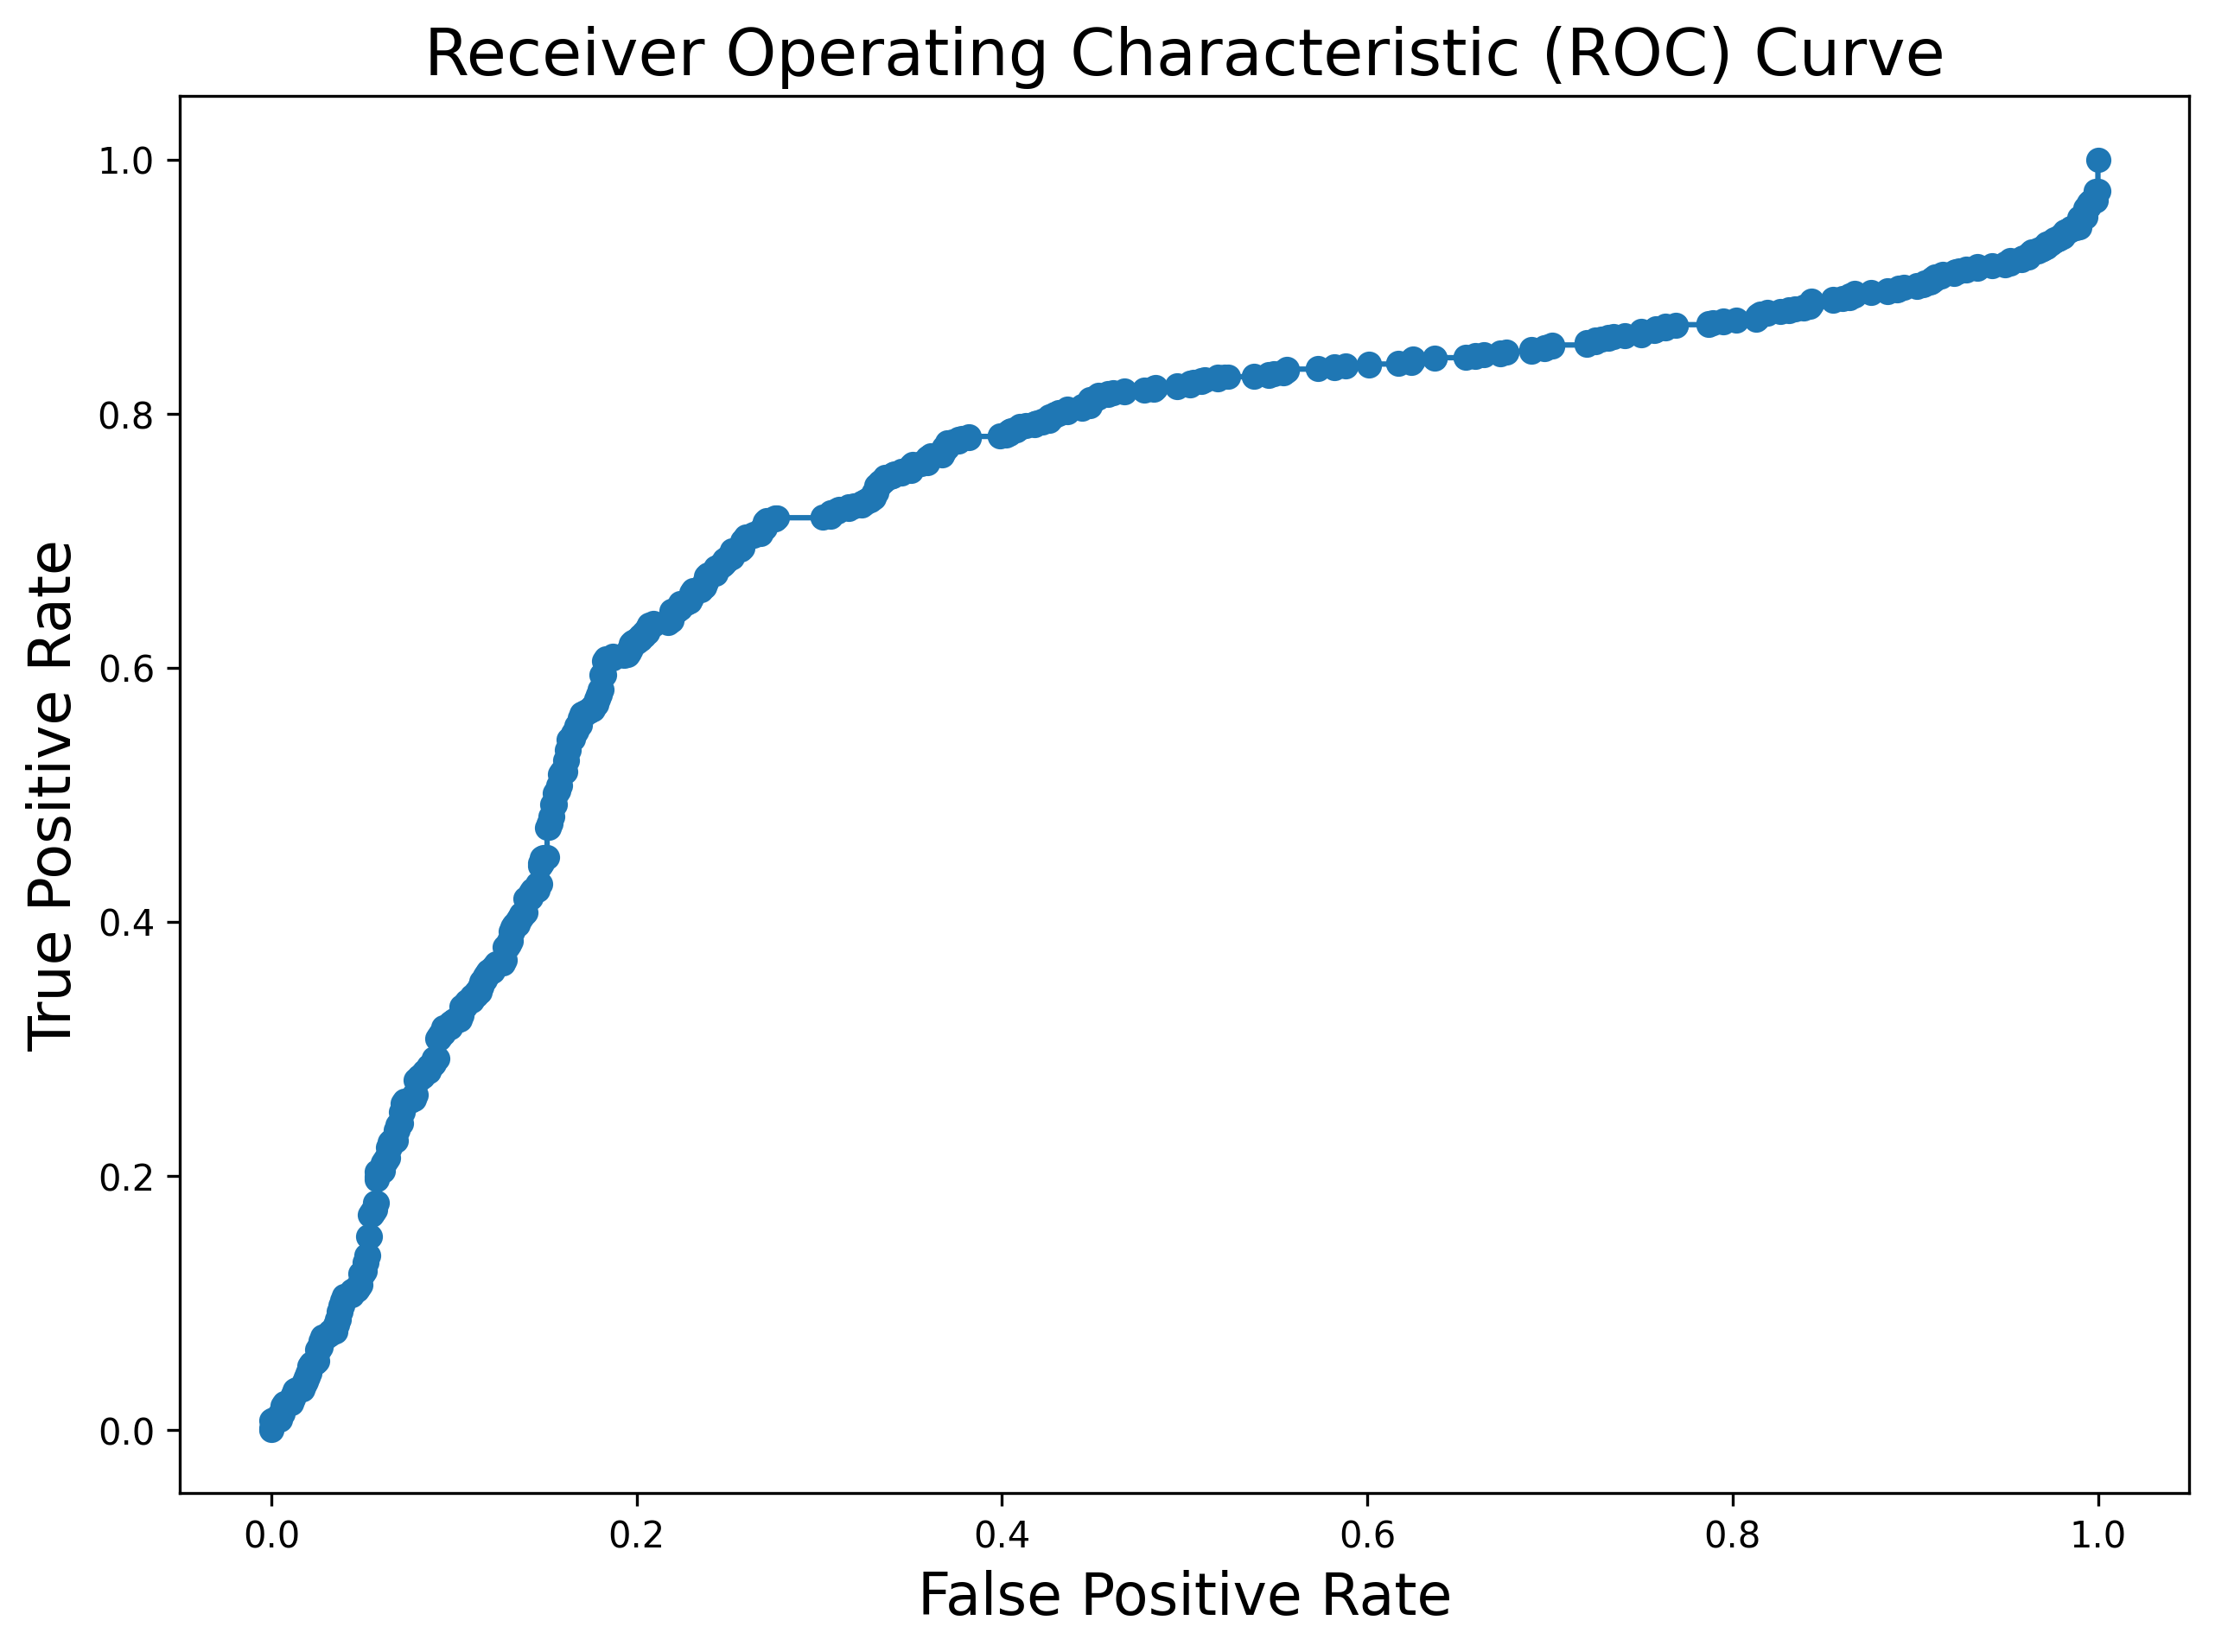 Receiver Operating Characteristic (ROC) Curve
True Positive Rate
1.0
0.8
0.6
0.4
0.2
0.0
0.0 0.2 0.4 0.6 0.8 1.0
False Positive Rate